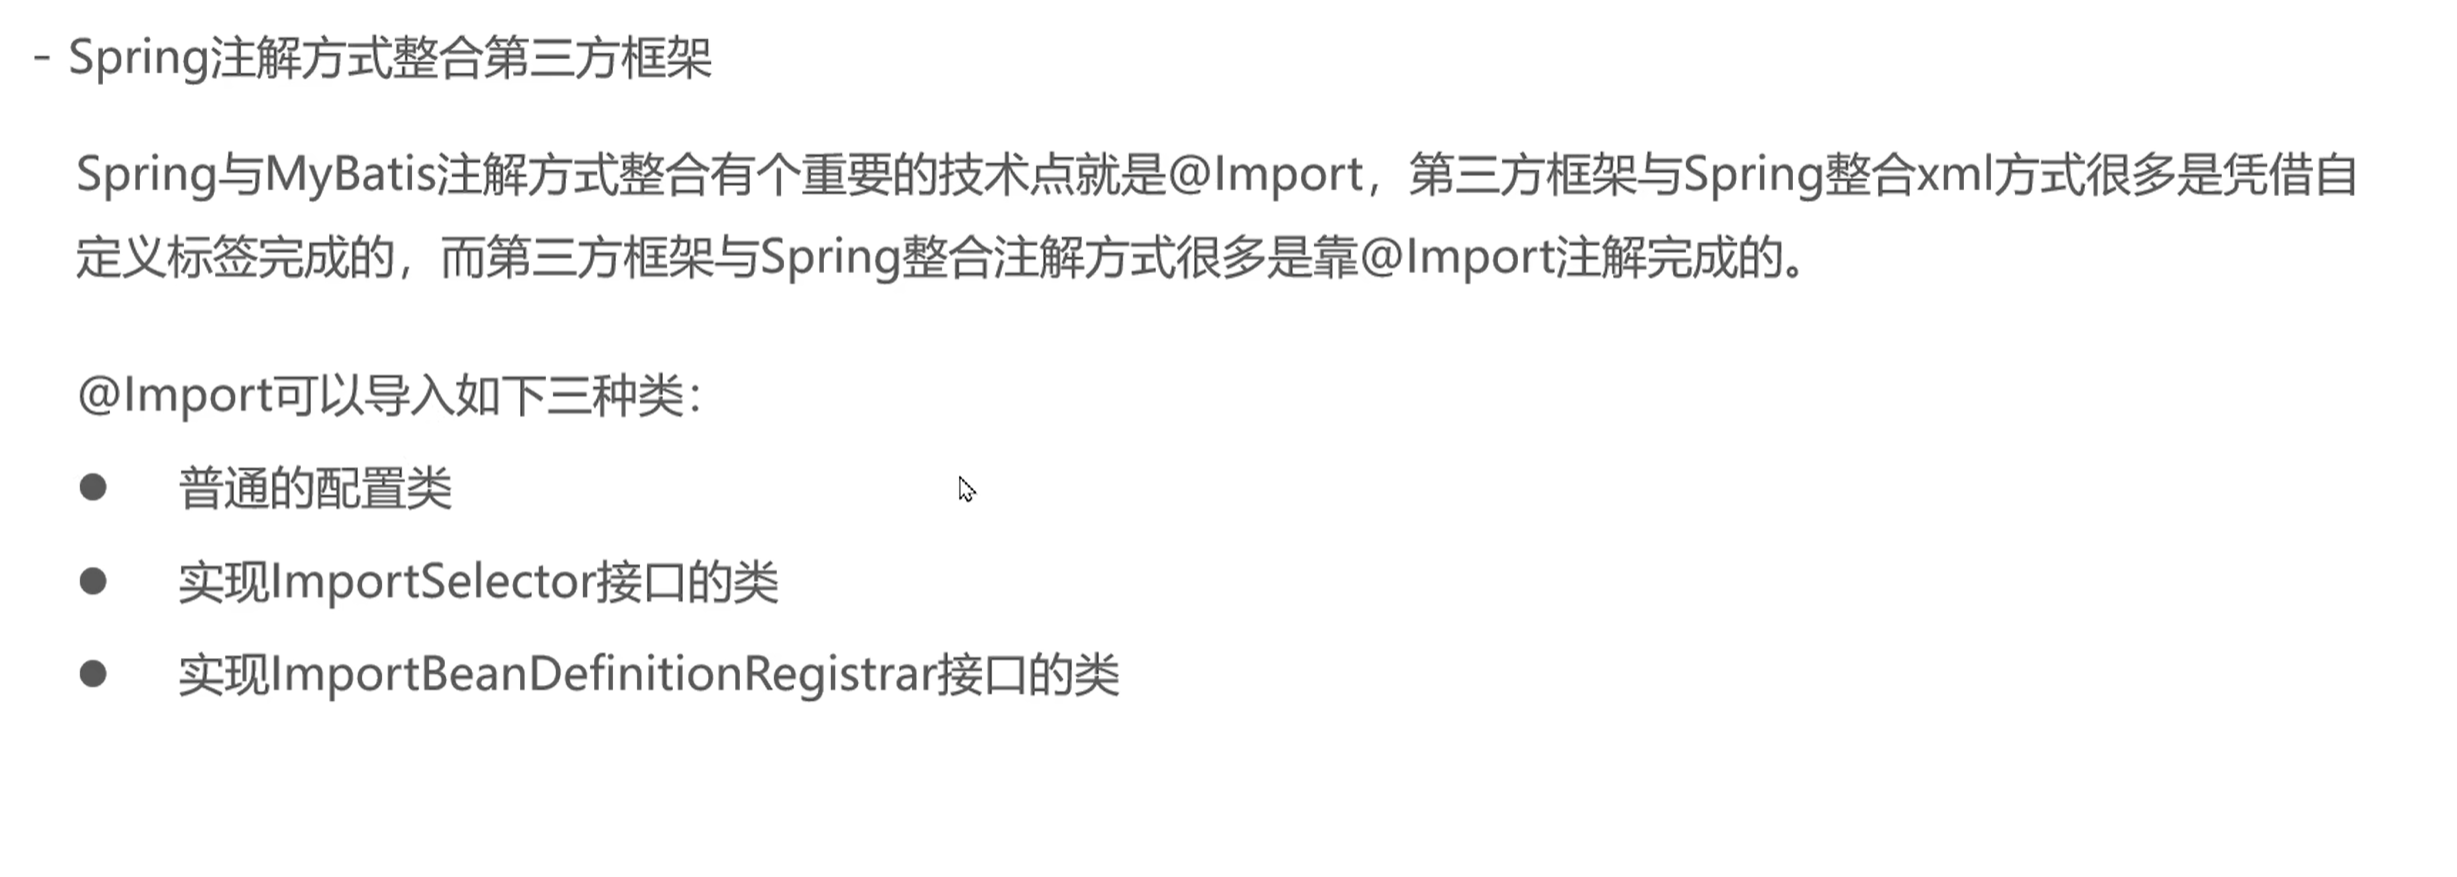 - Spring注解方式整合第三方框架
Spring与MyBatis注解方式整合有个重要的技术点就是@Import，第三方框架与Spring整合xml方式很多是凭借自
定义标签完成的，而第三方框架与Spring整合注解方式很多是靠@Import注解完成的。
@Import可以导入如下三种类：
● 普通的配置类
● 实现ImportSelector接口的类
● 实现ImportBeanDefinitionRegistrar接口的类